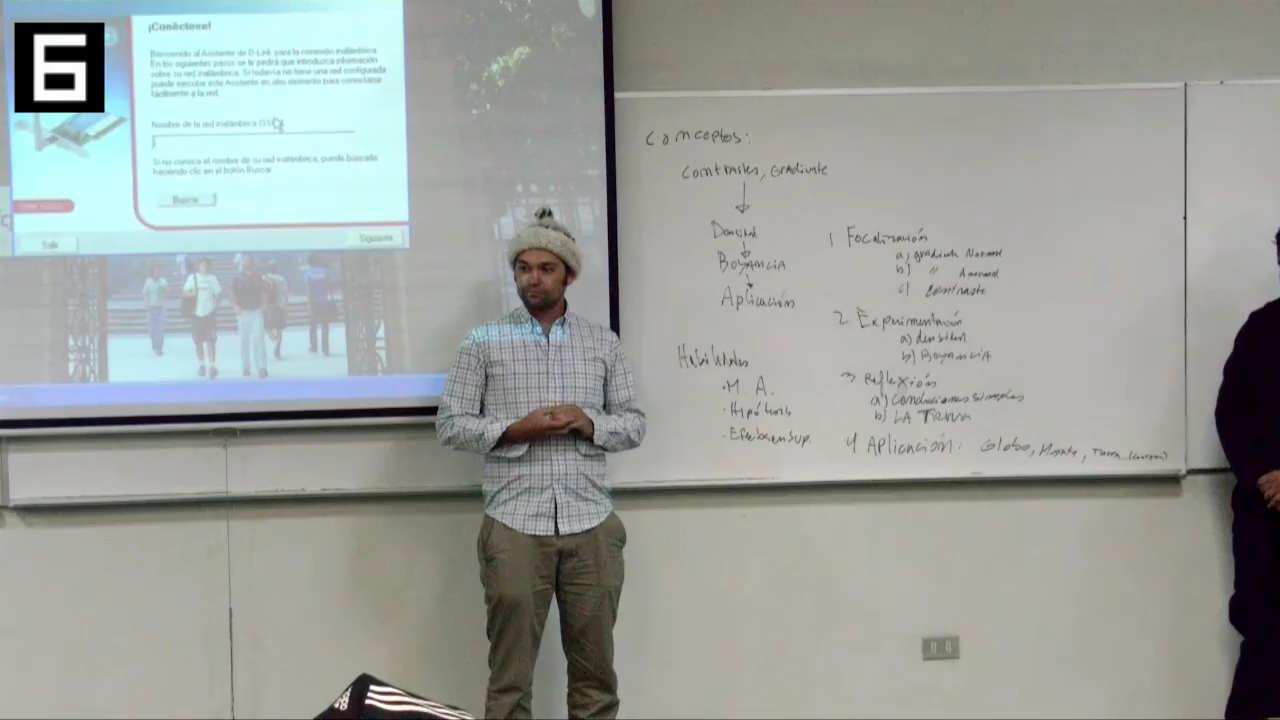 6
¡Conéctese!
Bienvenido al Asistente de D-Link para la conexión inalámbrica
En los siguientes pasos se le pedirá que introduzca información
sobre su red inalámbrica. Si todavía no tiene una red configurada
puede ejecutar este Asistente en otro momento para conectarse
fácilmente a la red.
Nombre de la red inalámbrica (SSID)
Si no conoce el nombre de su red inalámbrica, puede buscarla
haciendo clic en el botón Buscar
Buscar
Salir
Siguiente
Conceptos:
Contrastes, Gradiente
Densidad
Boyancia
Aplicación
Habilidades
· M. A.
· Hipótesis
1 Focalización
a) gradiente Normal
b) " Anormal
c) contraste
2 Experimentación
a) densidad
b) Boyancia
3 Reflexión
a) Condiciones
b) LA Tierra
4 Aplicación: Globo, Tierra
adidas